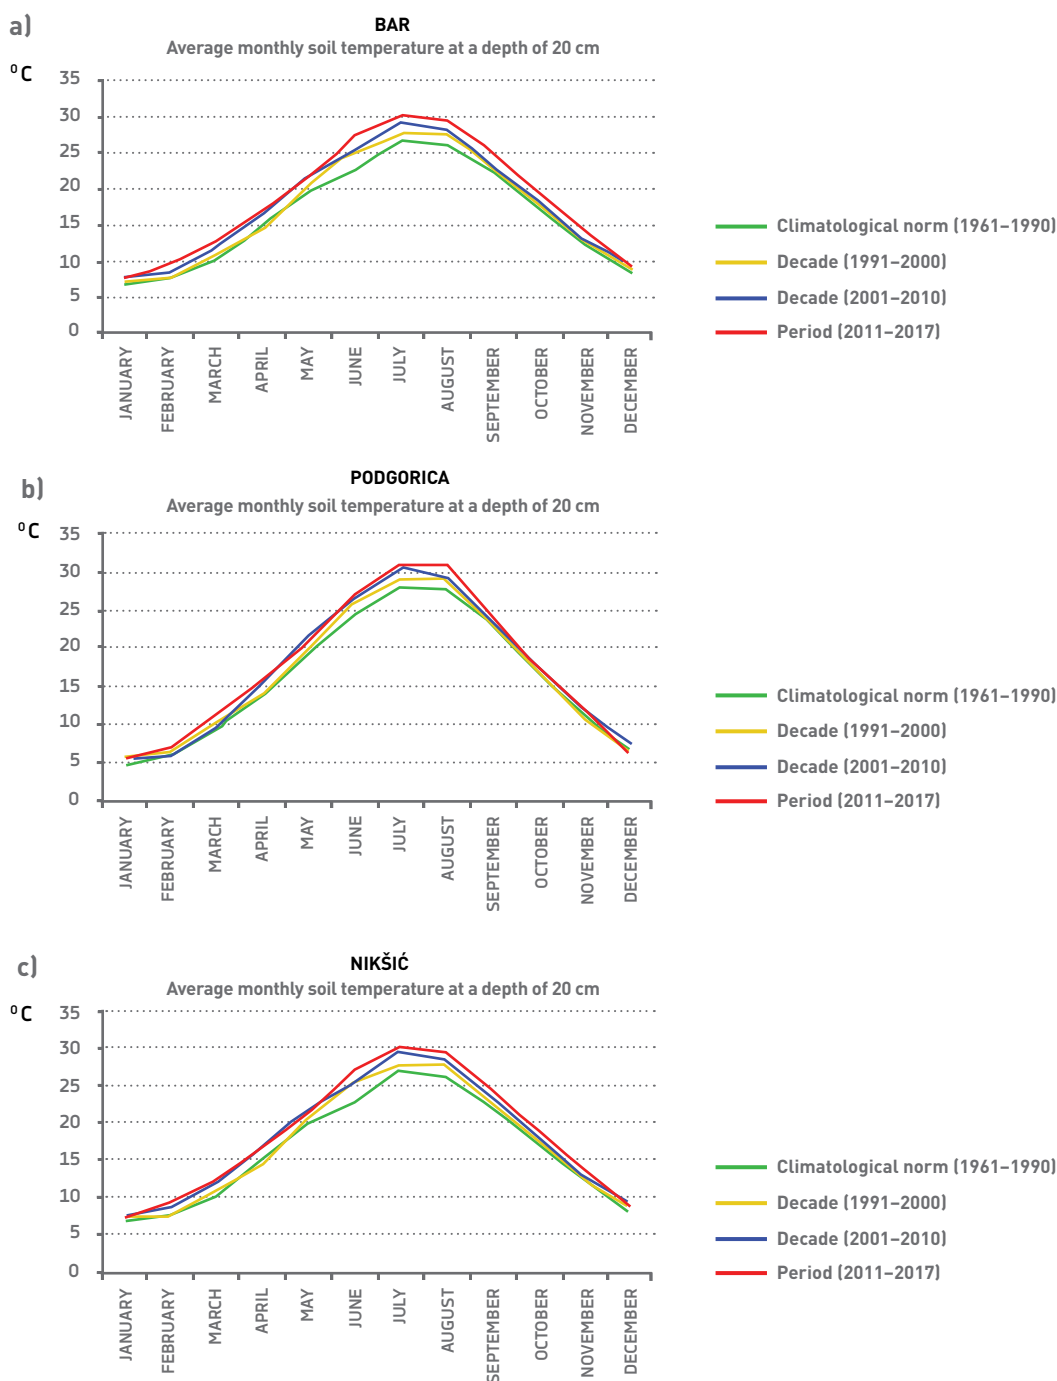 a)
BAR
Average monthly soil temperature at a depth of 20 cm
⁰C
35
30
25
20
15
10
5
0
JANUARY
FEBRUARY
MARCH
APRIL
MAY
JUNE
JULY
AUGUST
SEPTEMBER
OCTOBER
NOVEMBER
DECEMBER
Climatological norm (1961–1990)
Decade (1991–2000)
Decade (2001–2010)
Period (2011–2017)
b)
PODGORICA
Average monthly soil temperature at a depth of 20 cm
⁰C
35
30
25
20
15
10
5
0
JANUARY
FEBRUARY
MARCH
APRIL
MAY
JUNE
JULY
AUGUST
SEPTEMBER
OCTOBER
NOVEMBER
DECEMBER
Climatological norm (1961–1990)
Decade (1991–2000)
Decade (2001–2010)
Period (2011–2017)
c)
NIKŠIĆ
Average monthly soil temperature at a depth of 20 cm
⁰C
35
30
25
20
15
10
5
0
JANUARY
FEBRUARY
MARCH
APRIL
MAY
JUNE
JULY
AUGUST
SEPTEMBER
OCTOBER
NOVEMBER
DECEMBER
Climatological norm (1961–1990)
Decade (1991–2000)
Decade (2001–2010)
Period (2011–2017)